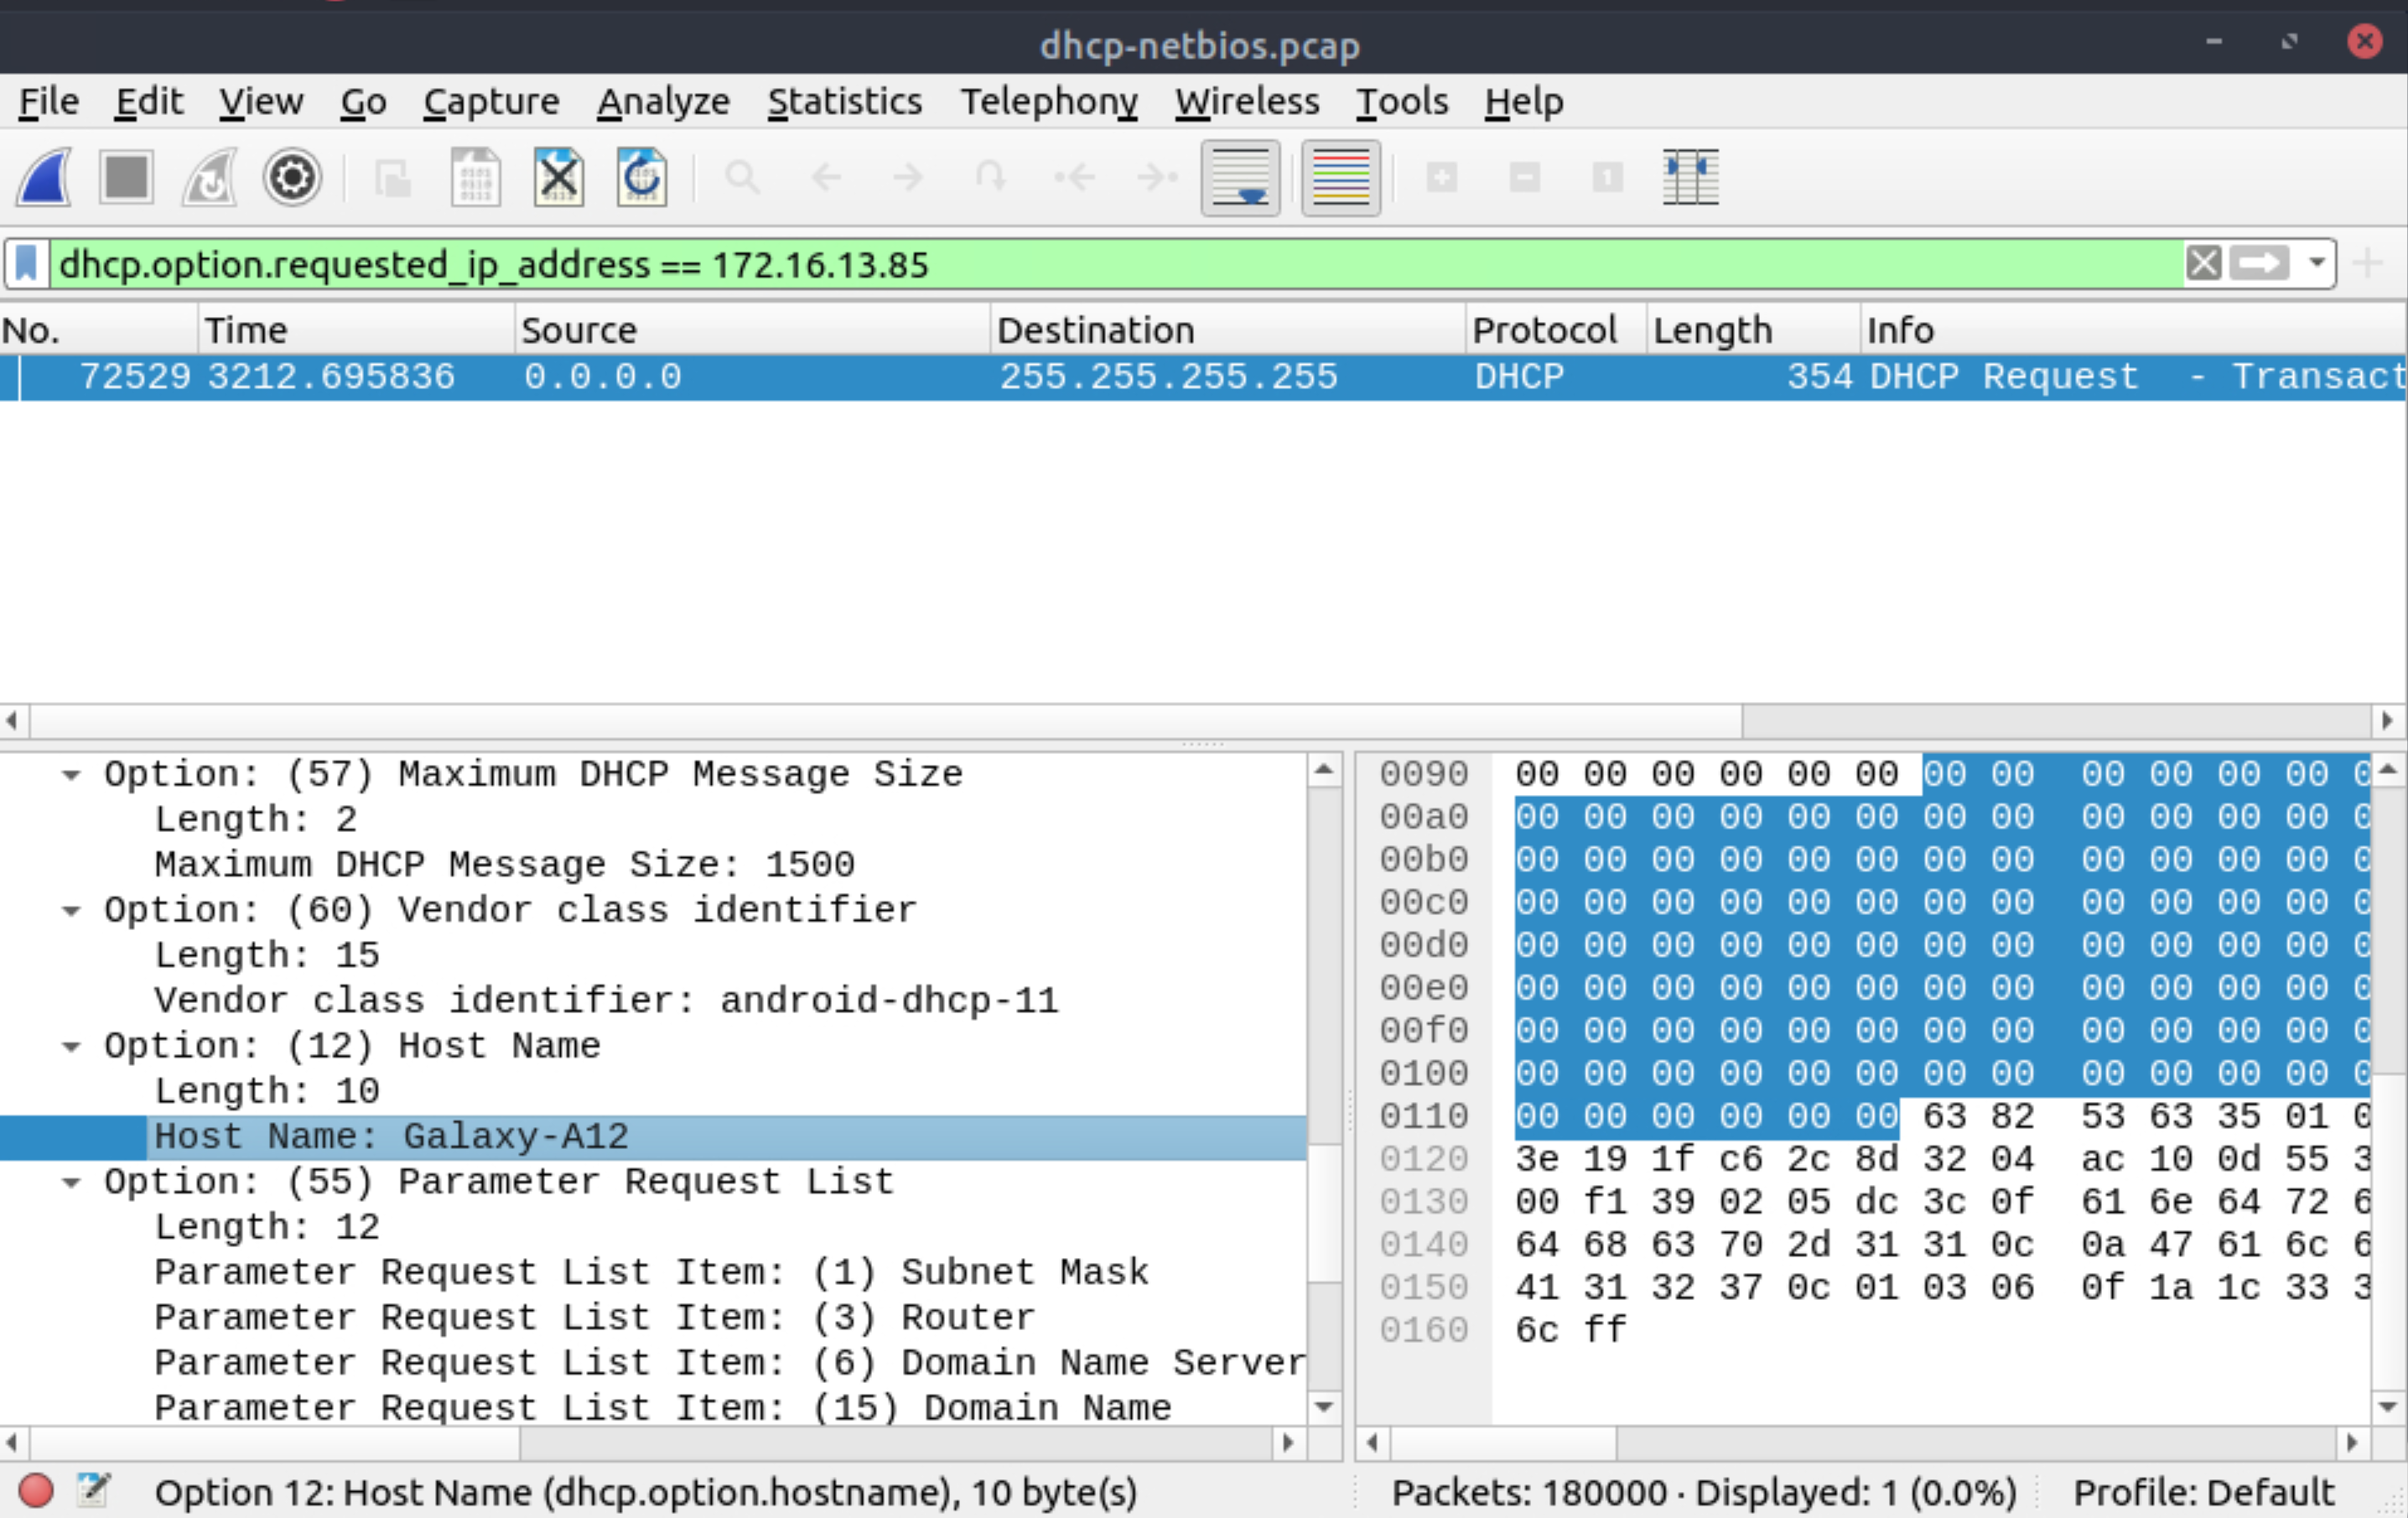 dhcp-netbios.pcap
File Edit View Go Capture Analyze Statistics Telephony Wireless Tools Help
dhcp.option.requested_ip_address == 172.16.13.85
No. Time Source Destination Protocol Length Info
72529 3212.695836 0.0.0.0 255.255.255.255 DHCP 354 DHCP Request - Transact
Option: (57) Maximum DHCP Message Size
Length: 2
Maximum DHCP Message Size: 1500
Option: (60) Vendor class identifier
Length: 15
Vendor class identifier: android-dhcp-11
Option: (12) Host Name
Length: 10
Host Name: Galaxy-A12
Option: (55) Parameter Request List
Length: 12
Parameter Request List Item: (1) Subnet Mask
Parameter Request List Item: (3) Router
Parameter Request List Item: (6) Domain Name Server
Parameter Request List Item: (15) Domain Name
0090 00 00 00 00 00 00 00 00 00 00 00 00 0
00a0 00 00 00 00 00 00 00 00 00 00 00 00 0
00b0 00 00 00 00 00 00 00 00 00 00 00 00 0
00c0 00 00 00 00 00 00 00 00 00 00 00 00 0
00d0 00 00 00 00 00 00 00 00 00 00 00 00 0
00e0 00 00 00 00 00 00 00 00 00 00 00 00 0
00f0 00 00 00 00 00 00 00 00 00 00 00 00 0
0100 00 00 00 00 00 00 00 00 00 00 00 00 0
0110 00 00 00 00 00 00 63 82 53 63 35 01 0
0120 3e 19 1f c6 2c 8d 32 04 ac 10 0d 55 3
0130 00 f1 39 02 05 dc 3c 0f 61 6e 64 72 6
0140 64 68 63 70 2d 31 31 0c 0a 47 61 6c 6
0150 41 31 32 37 0c 01 03 06 0f 1a 1c 33 3
0160 6c ff
Option 12: Host Name (dhcp.option.hostname), 10 byte(s) Packets: 180000 · Displayed: 1 (0.0%) Profile: Default